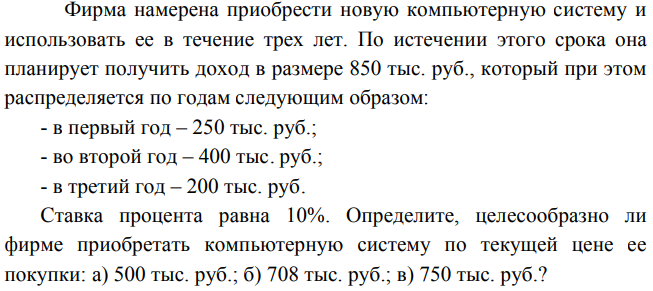 Фирма намерена приобрести новую компьютерную систему и
использовать ее в течение трех лет. По истечении этого срока она
планирует получить доход в размере 850 тыс. руб., который при этом
распределяется по годам следующим образом:
- в первый год – 250 тыс. руб.;
- во второй год – 400 тыс. руб.;
- в третий год – 200 тыс. руб.
Ставка процента равна 10%. Определите, целесообразно ли
фирме приобретать компьютерную систему по текущей цене ее
покупки: а) 500 тыс. руб.; б) 708 тыс. руб.; в) 750 тыс. руб.?